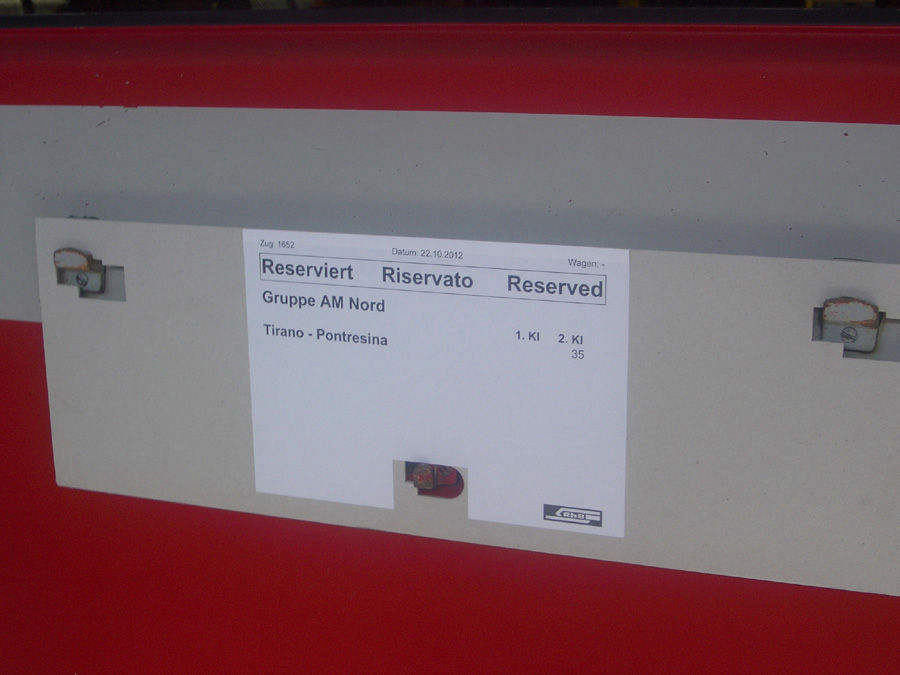 Zug: 1652 Datum: 22.10.2012 Wagen: -
Reserviert Riservato Reserved
Gruppe AM Nord
Tirano - Pontresina 1. Kl 2. Kl
35
RhB